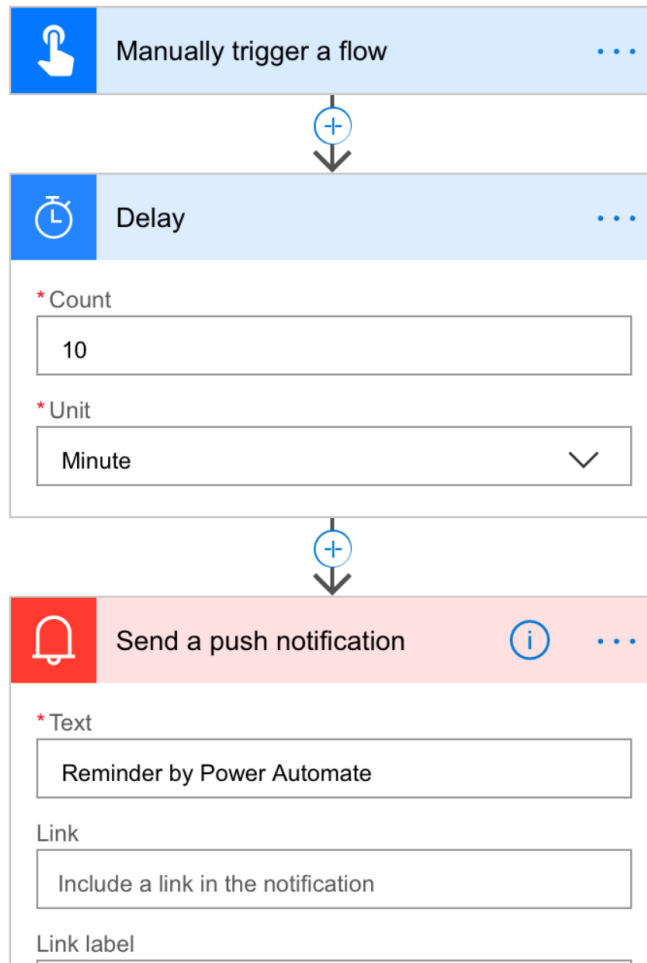 Manually trigger a flow
Delay
* Count
10
* Unit
Minute
Send a push notification
* Text
Reminder by Power Automate
Link
Include a link in the notification
Link label